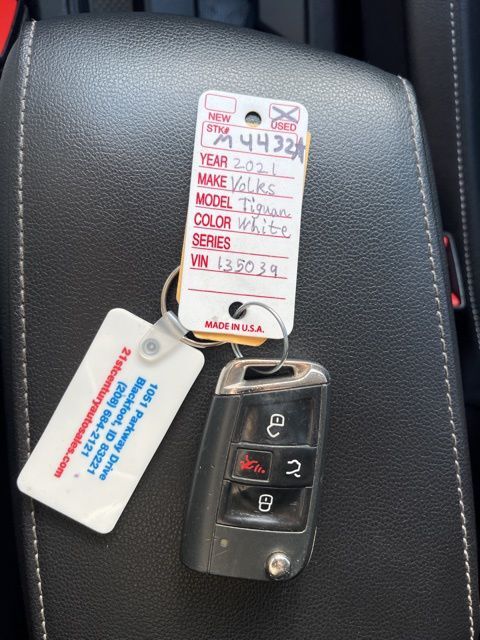 NEW
USED
STK# M4432A
YEAR 2021
MAKE Volks
MODEL Tiguan
COLOR White
SERIES
VIN 135039
MADE IN U.S.A.
1051 Parkway Drive
Blackfoot, ID 83221
(208) 684-2121
21stcenturyautosales.com